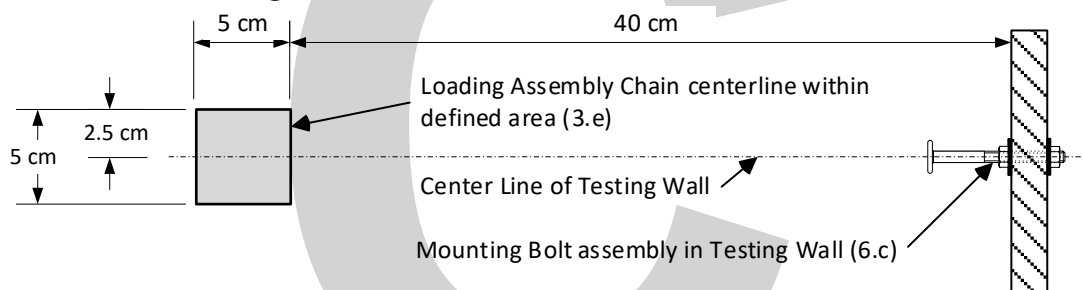 5 cm
40 cm
Loading Assembly Chain centerline within
defined area (3.e)
2.5 cm
5 cm
Center Line of Testing Wall
Mounting Bolt assembly in Testing Wall (6.c)